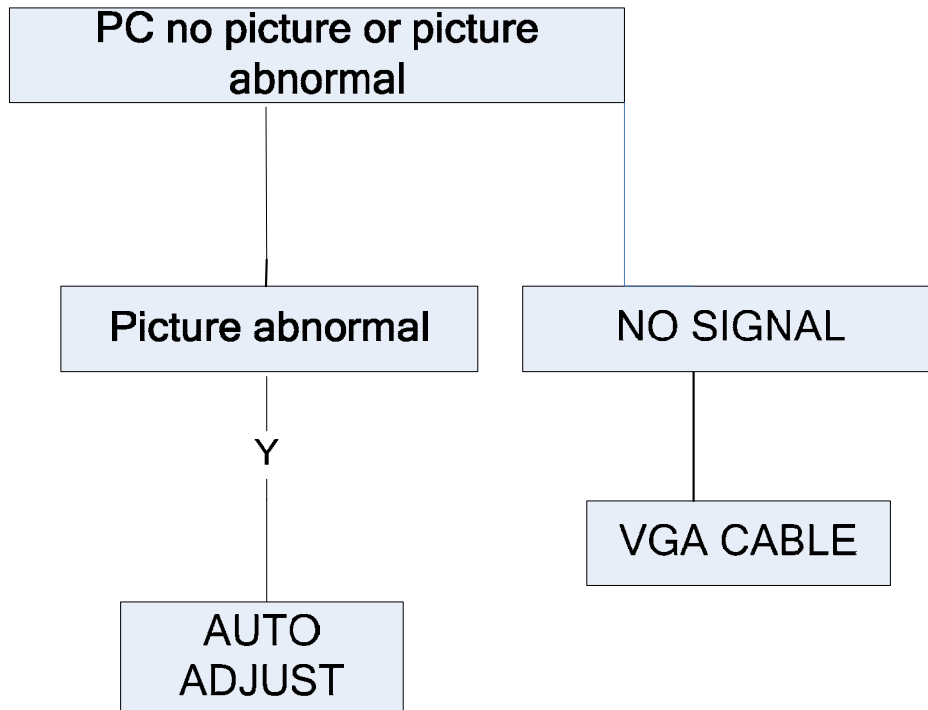 PC no picture or picture
abnormal
Picture abnormal
NO SIGNAL
Y
VGA CABLE
AUTO
ADJUST